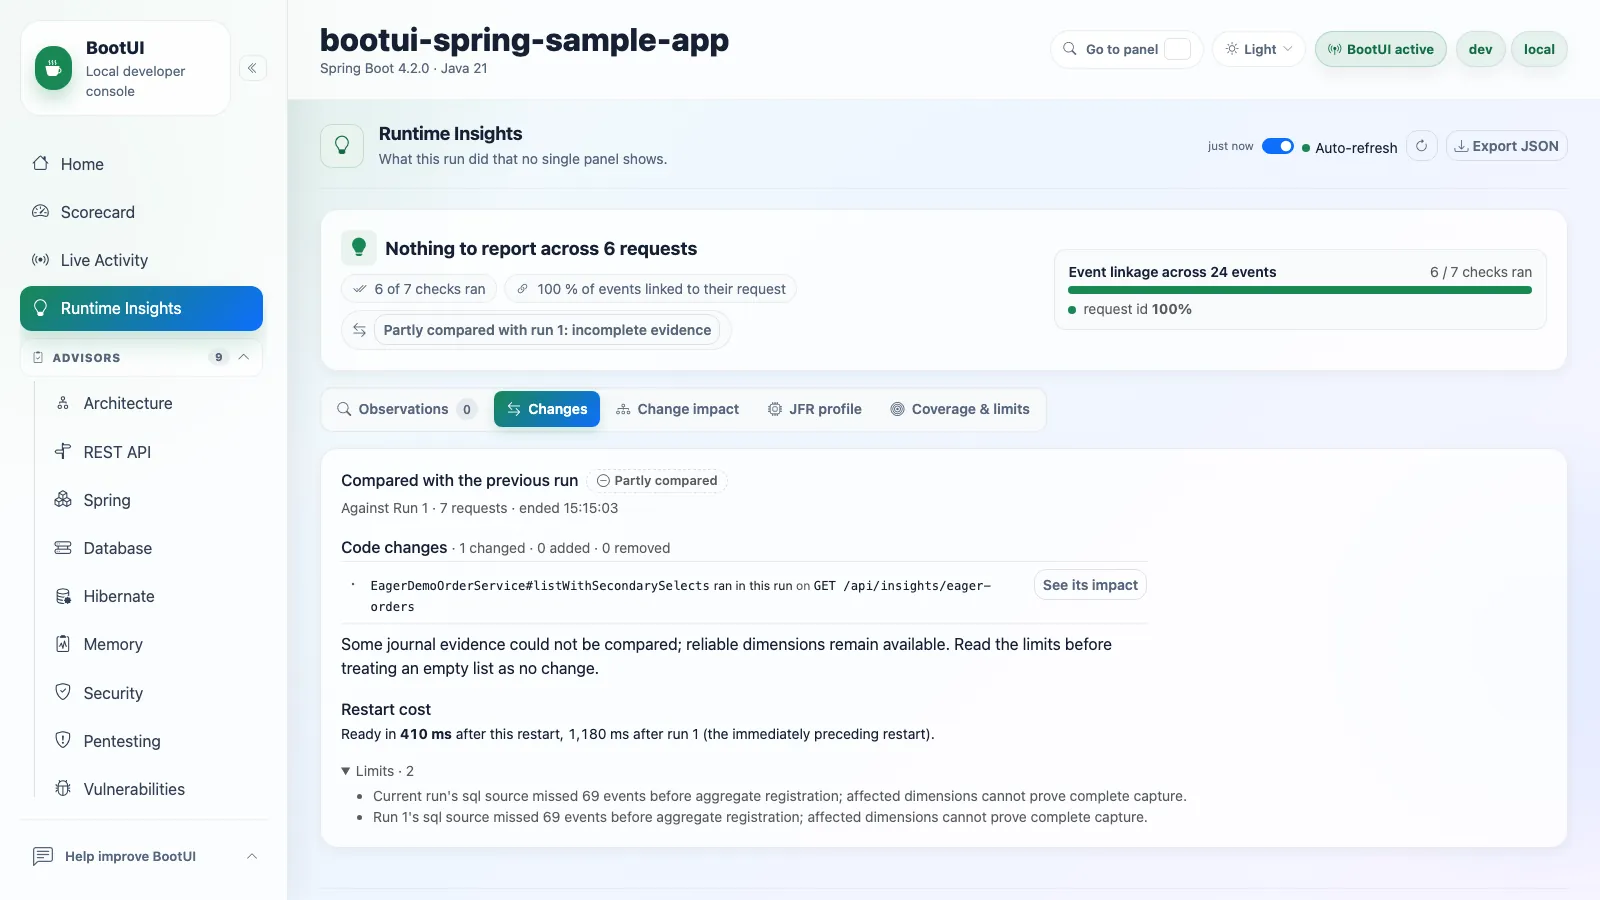 BootUI
Local developer
console
Home
Scorecard
Live Activity
Runtime Insights
ADVISORS 9
Architecture
REST API
Spring
Database
Hibernate
Memory
Security
Pentesting
Vulnerabilities
Help improve BootUI
bootui-spring-sample-app
Spring Boot 4.2.0 · Java 21
Go to panel
Light
BootUI active
dev
local
Runtime Insights
What this run did that no single panel shows.
just now
Auto-refresh
Export JSON
Nothing to report across 6 requests
6 of 7 checks ran
100 % of events linked to their request
Partly compared with run 1: incomplete evidence
Event linkage across 24 events 6 / 7 checks ran
request id 100%
Observations 0
Changes
Change impact
JFR profile
Coverage & limits
Compared with the previous run Partly compared
Against Run 1 · 7 requests · ended 15:15:03
Code changes · 1 changed · 0 added · 0 removed
· EagerDemoOrderService#listWithSecondarySelects ran in this run on GET /api/insights/eager-
orders
See its impact
Some journal evidence could not be compared; reliable dimensions remain available. Read the limits before
treating an empty list as no change.
Restart cost
Ready in 410 ms after this restart, 1,180 ms after run 1 (the immediately preceding restart).
▼ Limits · 2
• Current run's sql source missed 69 events before aggregate registration; affected dimensions cannot prove complete capture.
• Run 1's sql source missed 69 events before aggregate registration; affected dimensions cannot prove complete capture.